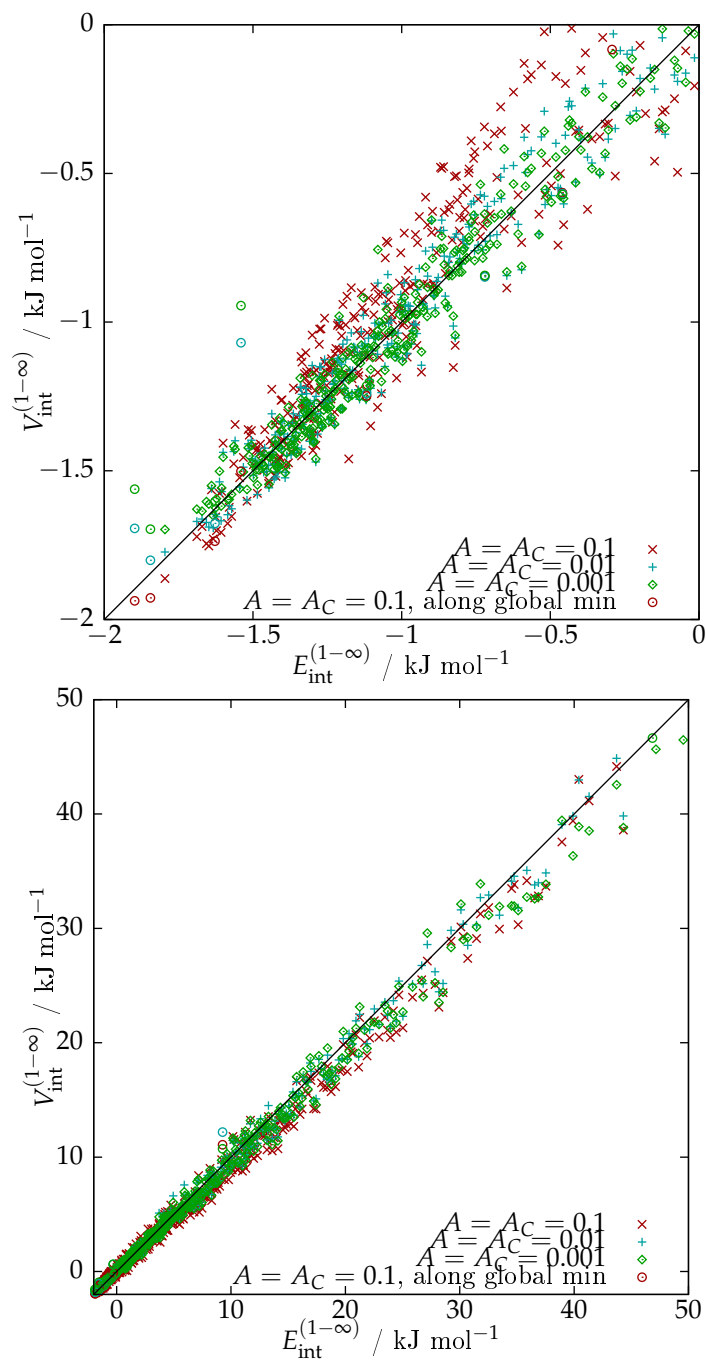 0
−0.5
−1
−1.5
−2
V_int^(1−∞) / kJ mol^−1
A = A_C = 0.1
A = A_C = 0.01
A = A_C = 0.001
A = A_C = 0.1, along global min
−2 −1.5 −1 −0.5 0
E_int^(1−∞) / kJ mol^−1
50
40
30
20
10
0
V_int^(1−∞) / kJ mol^−1
A = A_C = 0.1
A = A_C = 0.01
A = A_C = 0.001
A = A_C = 0.1, along global min
0 10 20 30 40 50
E_int^(1−∞) / kJ mol^−1